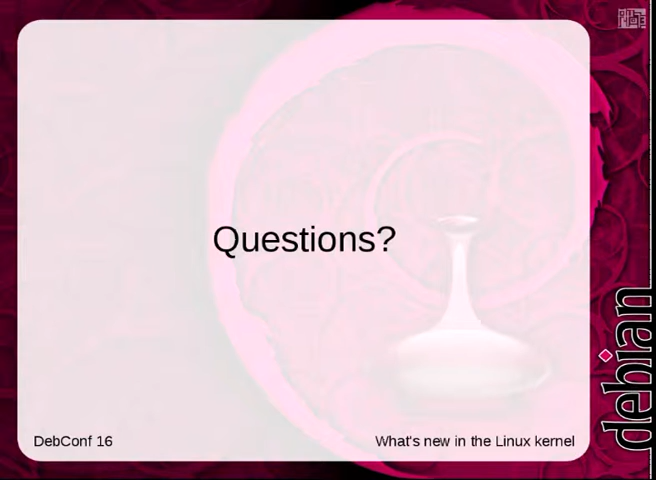 Questions?
DebConf 16
What's new in the Linux kernel
debian